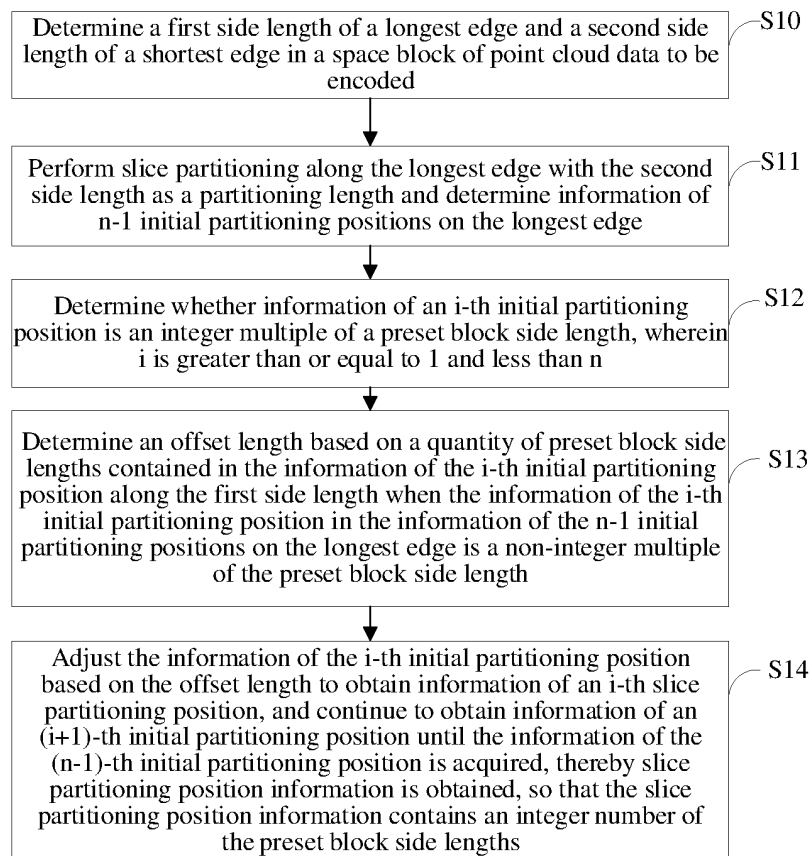 Determine a first side length of a longest edge and a second side
length of a shortest edge in a space block of point cloud data to be
encoded
S10
Perform slice partitioning along the longest edge with the second
side length as a partitioning length and determine information of
n-1 initial partitioning positions on the longest edge
S11
Determine whether information of an i-th initial partitioning
position is an integer multiple of a preset block side length, wherein
i is greater than or equal to 1 and less than n
S12
Determine an offset length based on a quantity of preset block side
lengths contained in the information of the i-th initial partitioning
position along the first side length when the information of the i-th
initial partitioning position in the information of the n-1 initial
partitioning positions on the longest edge is a non-integer multiple
of the preset block side length
S13
Adjust the information of the i-th initial partitioning position
based on the offset length to obtain information of an i-th slice
partitioning position, and continue to obtain information of an
(i+1)-th initial partitioning position until the information of the
(n-1)-th initial partitioning position is acquired, thereby slice
partitioning position information is obtained, so that the slice
partitioning position information contains an integer number of
the preset block side lengths
S14